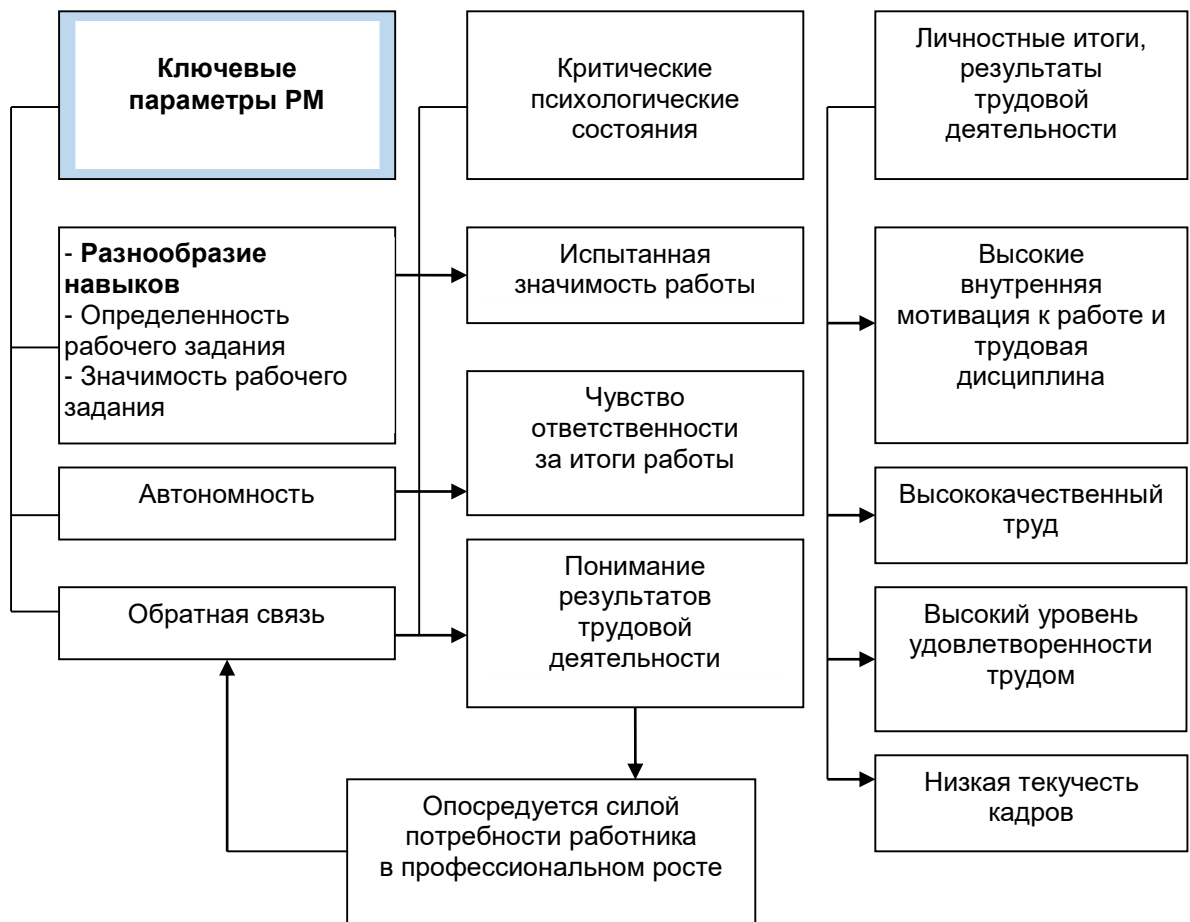 Ключевые
параметры РМ
Критические
психологические
состояния
Личностные итоги,
результаты
трудовой
деятельности
- Разнообразие
навыков
- Определенность
рабочего задания
- Значимость рабочего
задания
Испытанная
значимость работы
Высокие
внутренняя
мотивация к работе и
трудовая
дисциплина
Автономность
Чувство
ответственности
за итоги работы
Высококачественный
труд
Обратная связь
Понимание
результатов
трудовой
деятельности
Высокий уровень
удовлетворенности
трудом
Опосредуется силой
потребности работника
в профессиональном росте
Низкая текучесть
кадров